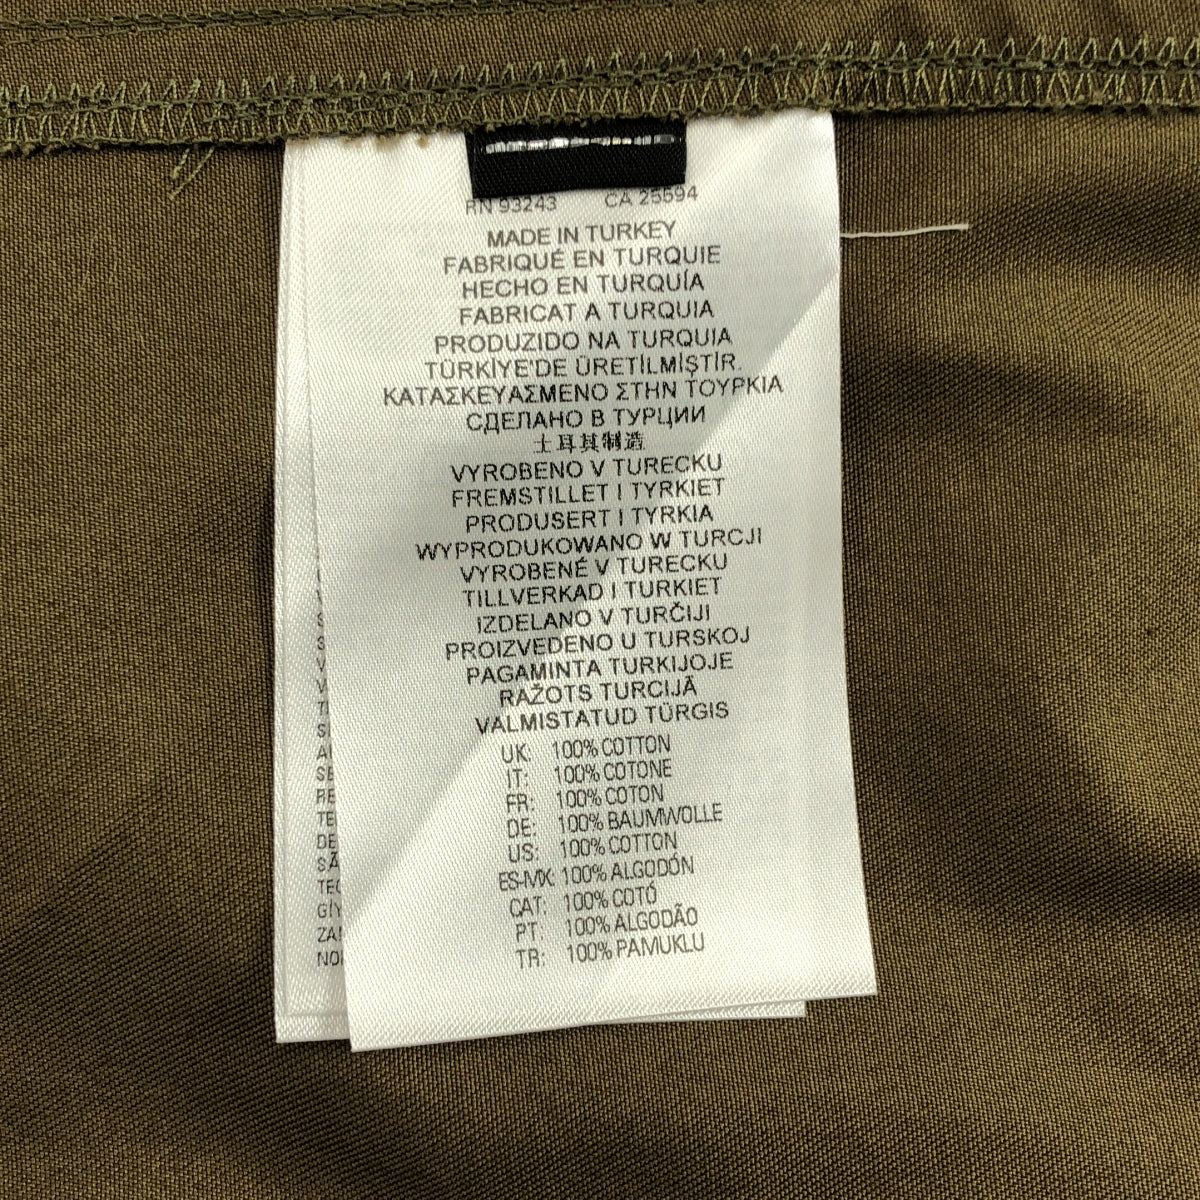 RN 93243 CA 25594
MADE IN TURKEY
FABRIQUÉ EN TURQUIE
HECHO EN TURQUÍA
FABRICAT A TURQUIA
PRODUZIDO NA TURQUIA
TÜRKİYE'DE ÜRETİLMİŞTİR.
ΚΑΤΑΣΚΕΥΑΣΜΕΝΟ ΣΤΗΝ ΤΟΥΡΚΙΑ
СДЕЛАНО В ТУРЦИИ
土耳其制造
VYROBENO V TURECKU
FREMSTILLET I TYRKIET
PRODUSERT I TYRKIA
WYPRODUKOWANO W TURCJI
VYROBENÉ V TURECKU
TILLVERKAD I TURKIET
IZDELANO V TURČIJI
PROIZVEDENO U TURSKOJ
PAGAMINTA TURKIJOJE
RAŽOTS TURCIJĀ
VALMISTATUD TÜRGIS
UK: 100% COTTON
IT: 100% COTONE
FR: 100% COTON
DE: 100% BAUMWOLLE
US: 100% COTTON
ES-MX: 100% ALGODÓN
CAT: 100% COTÓ
PT: 100% ALGODÃO
TR: 100% PAMUKLU